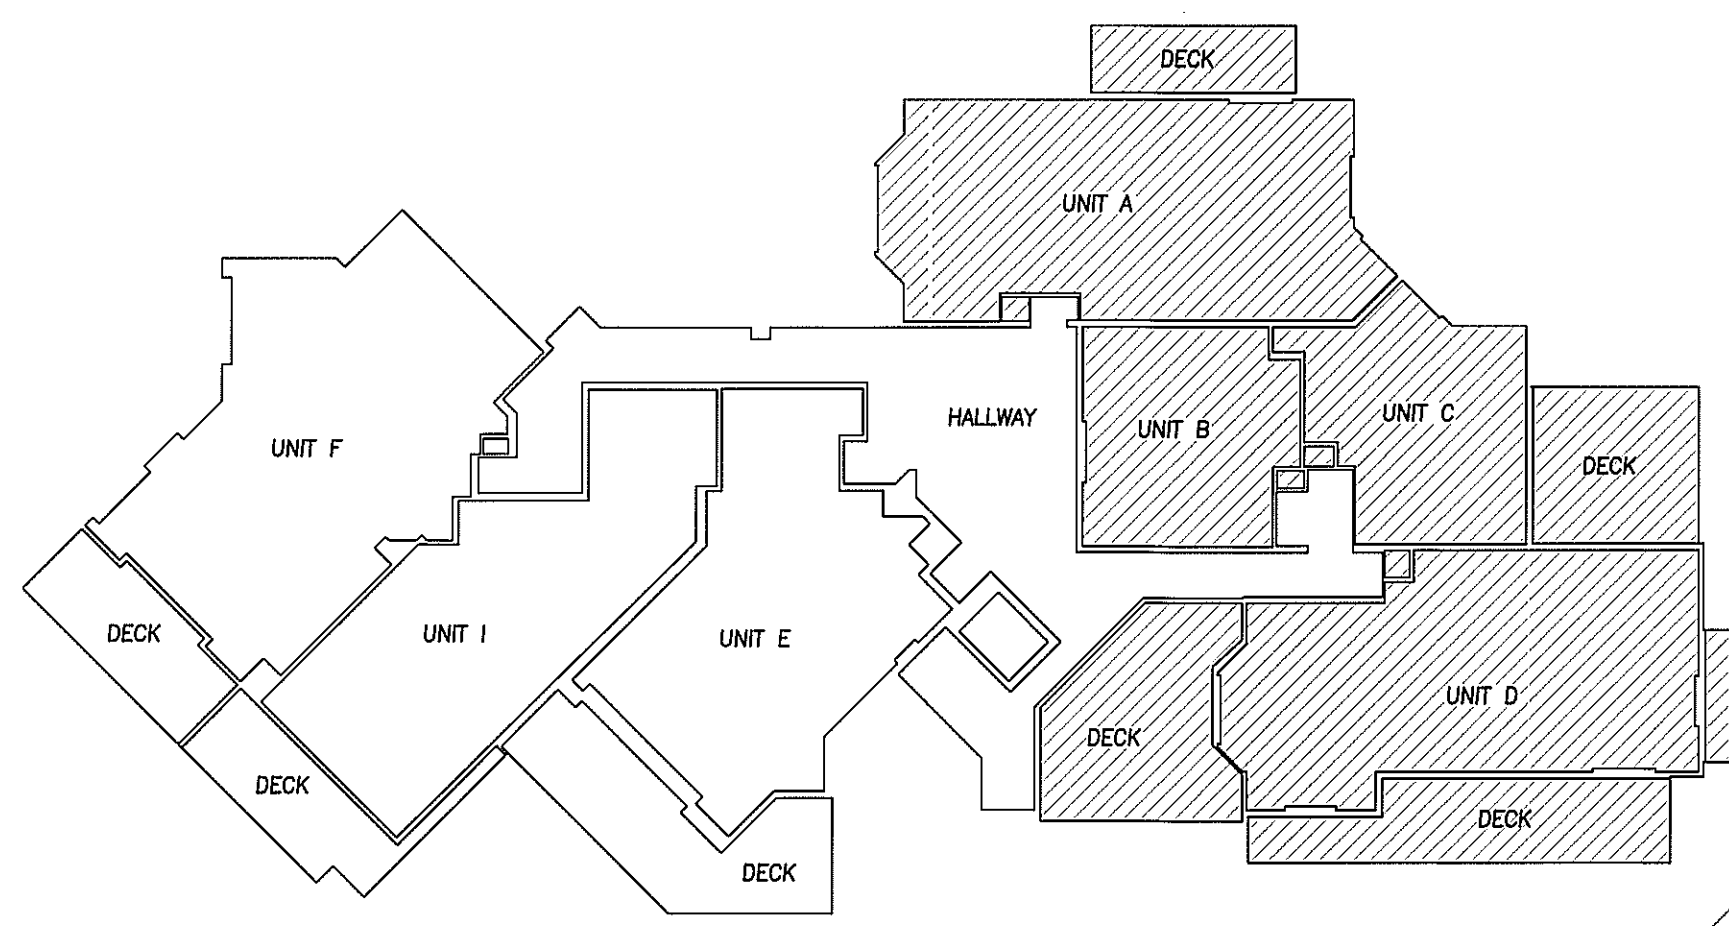 DECK
UNIT A
HALLWAY
UNIT B
UNIT C
UNIT F
DECK
DECK
UNIT I
UNIT E
UNIT D
DECK
DECK
DECK
DECK